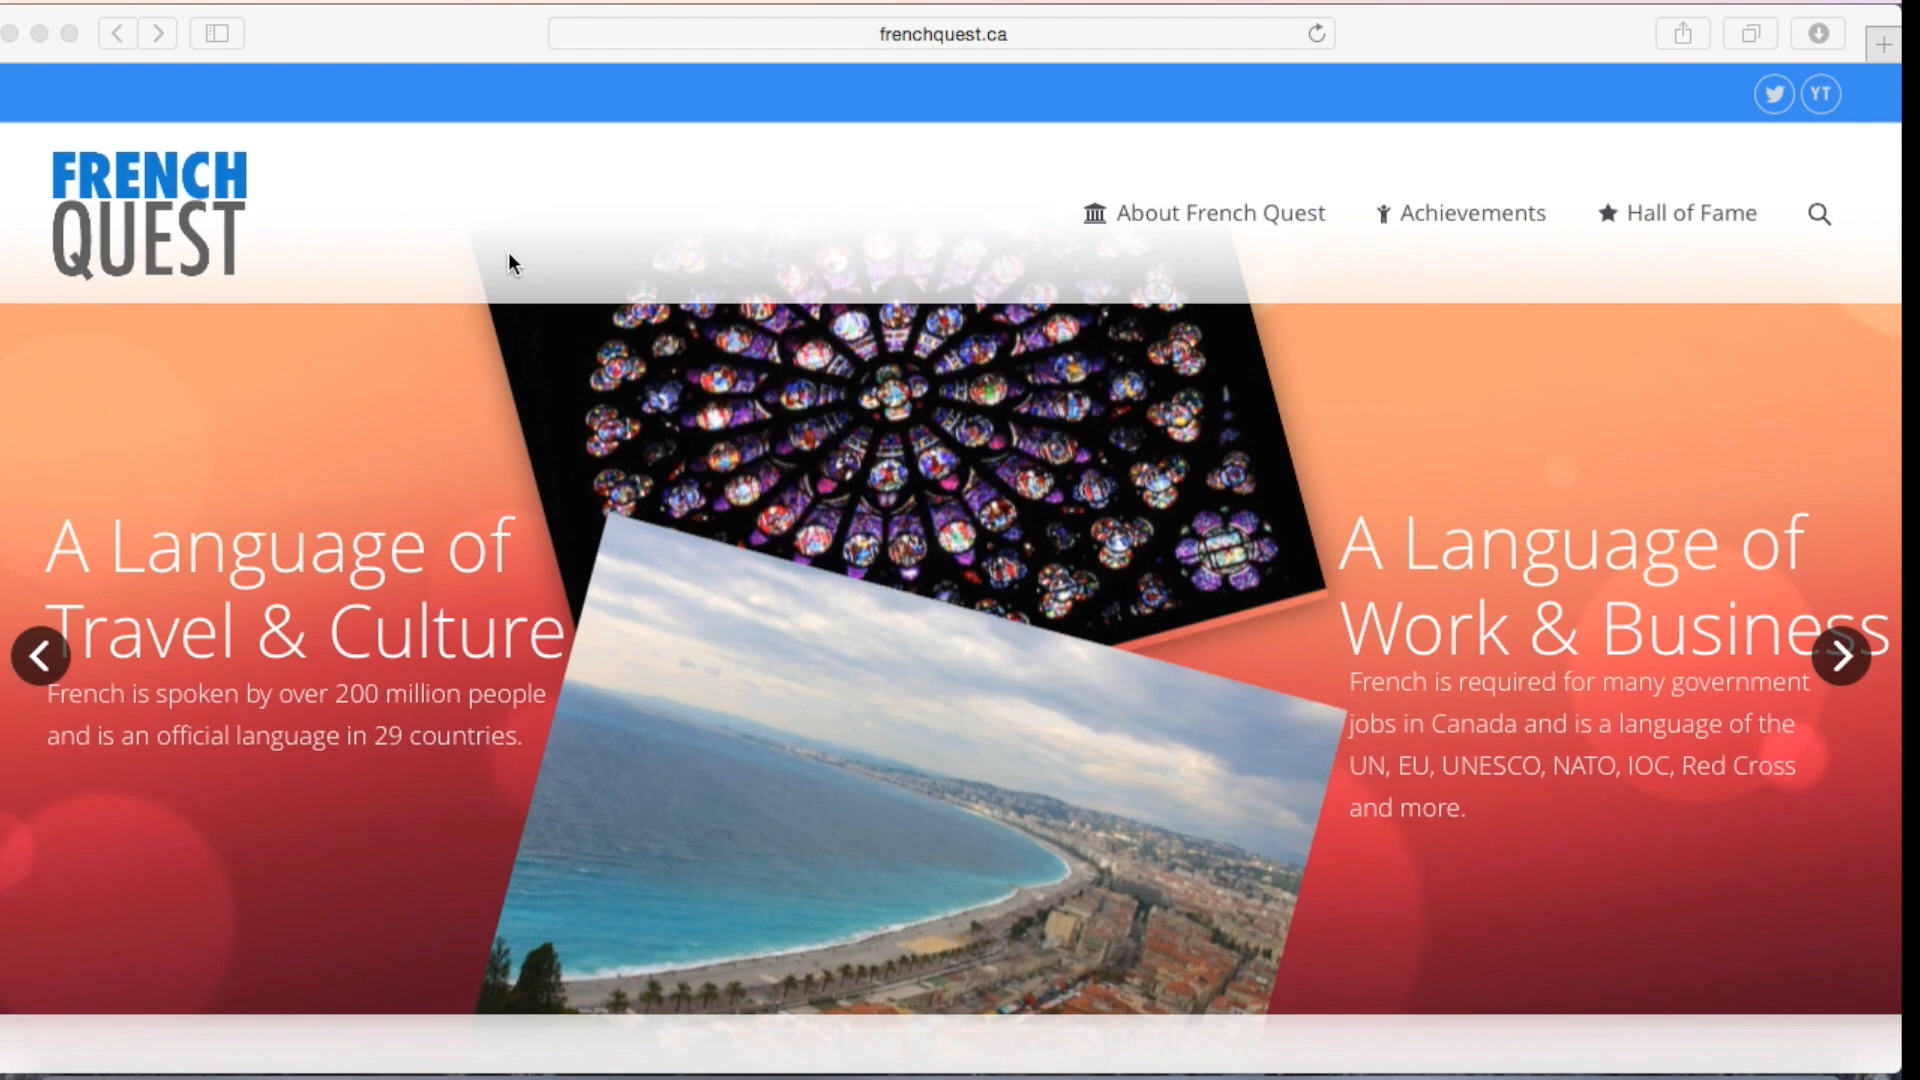 frenchquest.ca
YT
FRENCH
QUEST
About French Quest
Achievements
Hall of Fame
A Language of
Travel & Culture
French is spoken by over 200 million people
and is an official language in 29 countries.
A Language of
Work & Business
French is required for many government
jobs in Canada and is a language of the
UN, EU, UNESCO, NATO, IOC, Red Cross
and more.